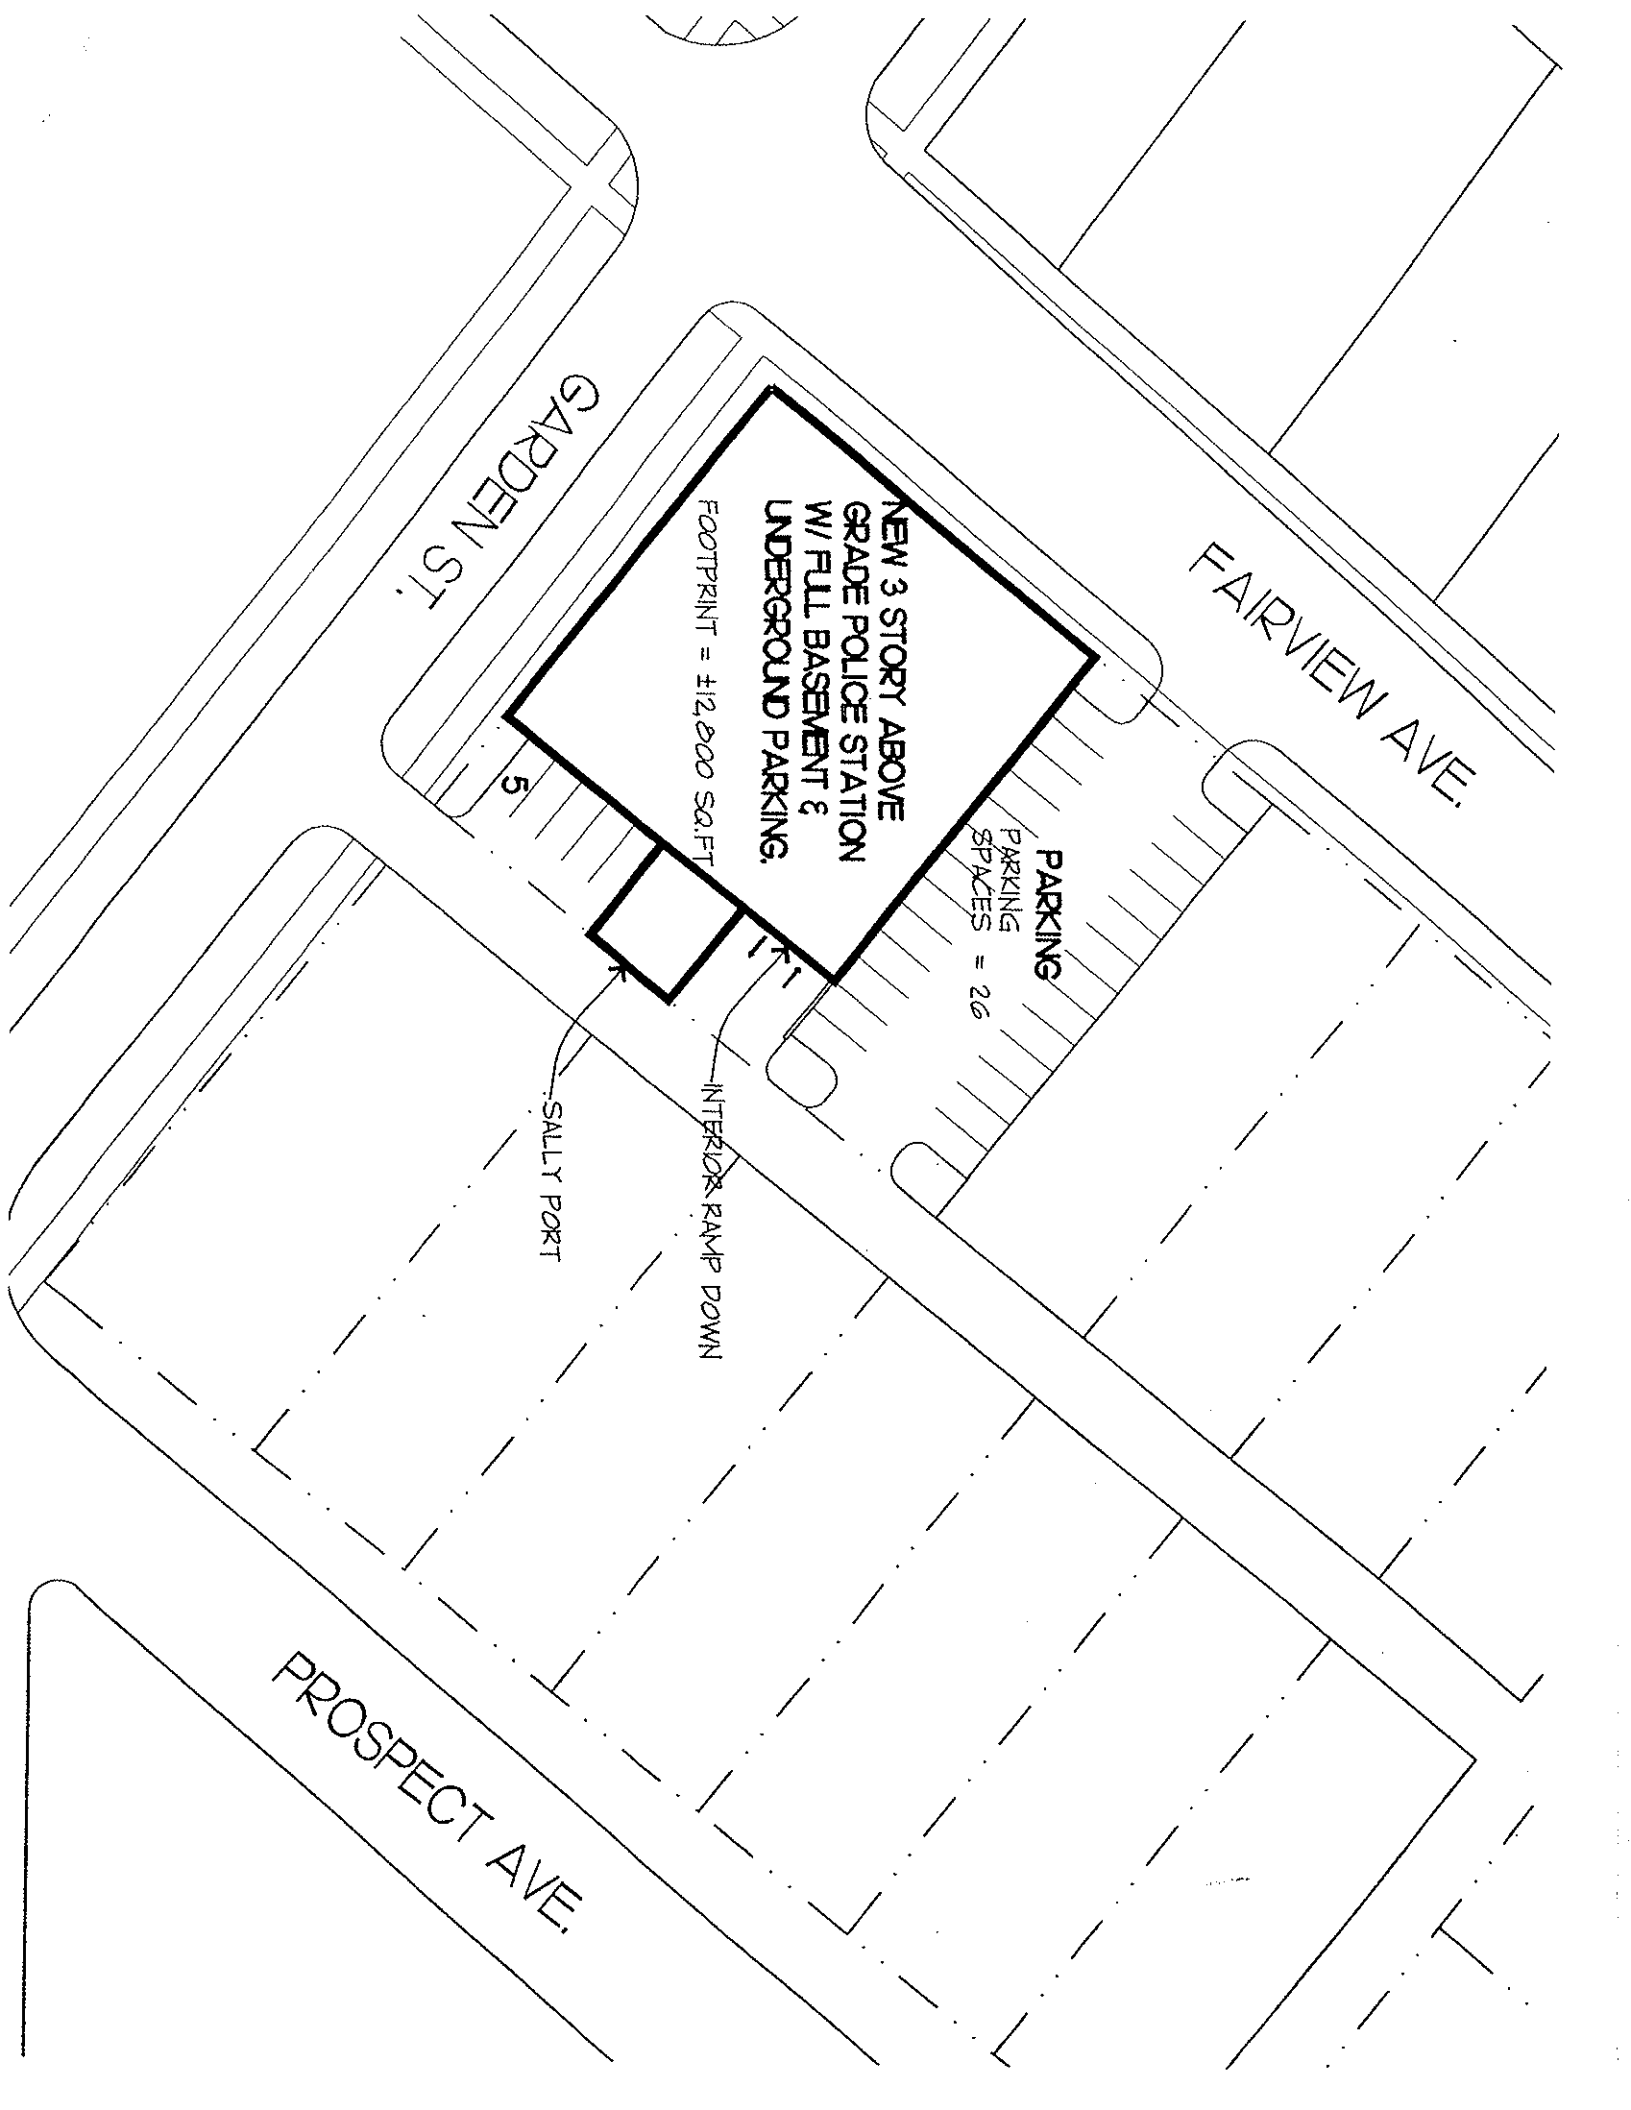 FAIRVIEW AVE.
GARDEN ST.
NEW 3 STORY ABOVE
GRADE POLICE STATION
W/ FULL BASEMENT &
UNDERGROUND PARKING.
FOOTPRINT = ±12,800 SQ.FT
PARKING
PARKING
SPACES = 26
5
INTERIOR RAMP DOWN
SALLY PORT
PROSPECT AVE.